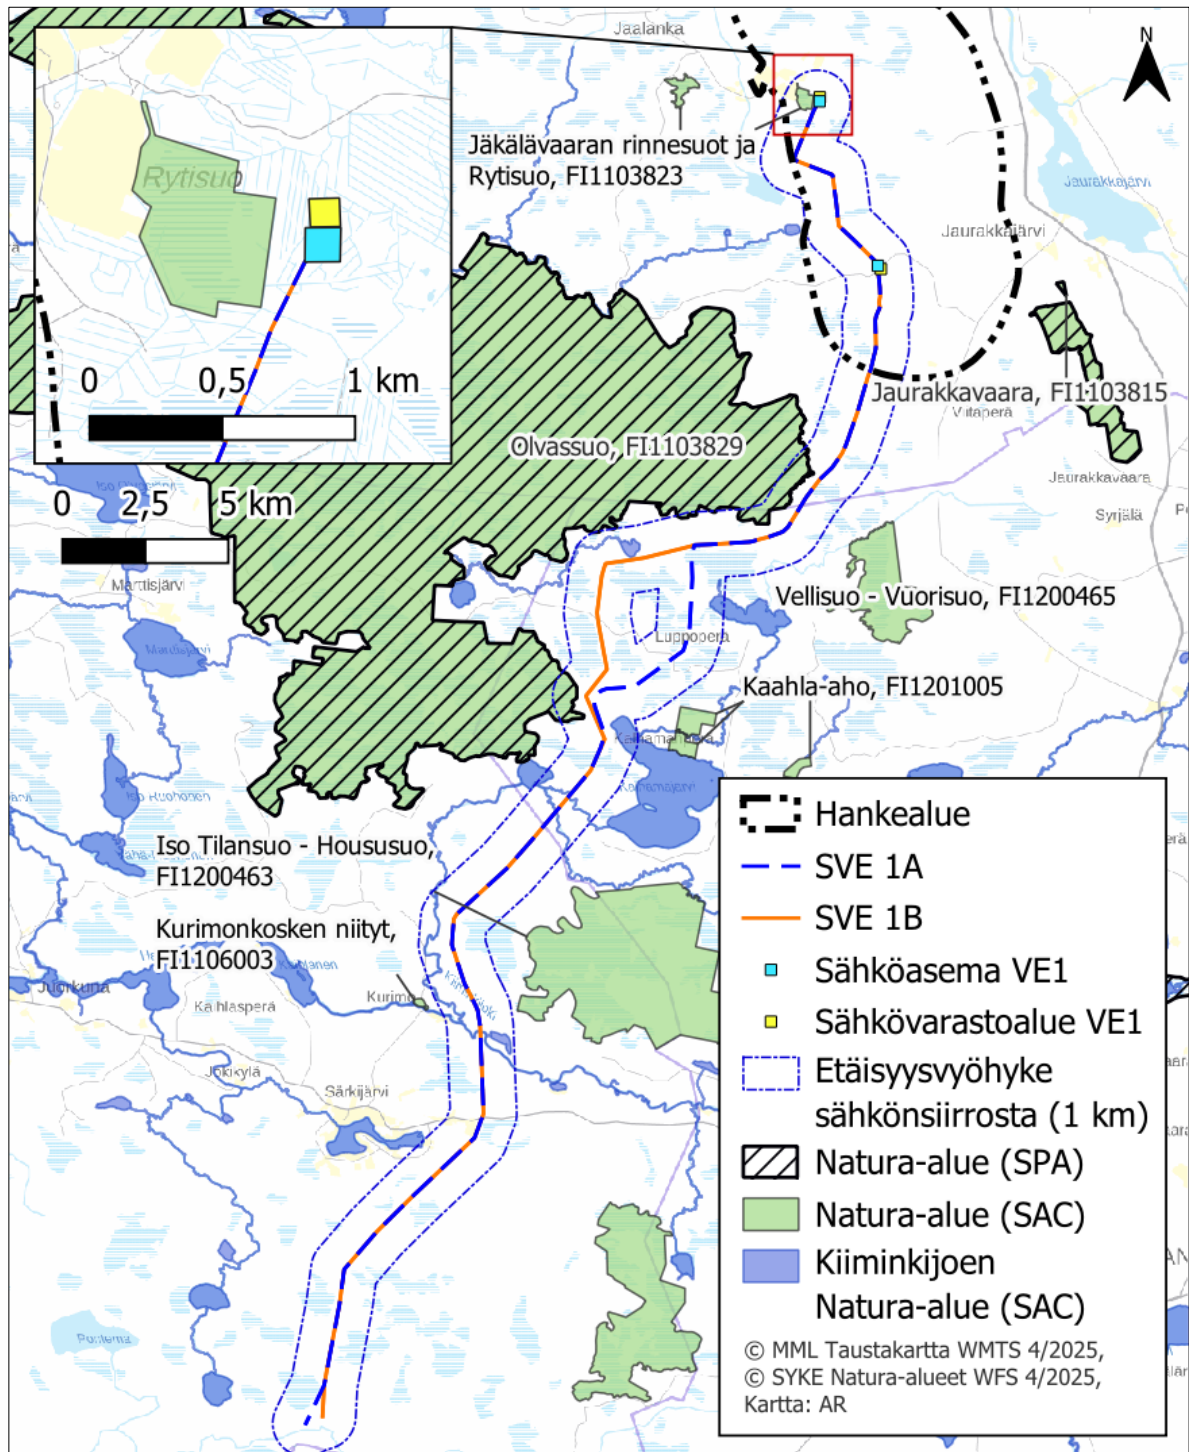 Jaalanka
N
Rytisuo
Jäkälävaaran rinnesuot ja
Rytisuo, FI1103823
Jaurakkajärvi
Jaurakkajärvi
0 0,5 1 km
Jaurakkavaara, FI1103815
Viitaperä
Olvassuo, FI1103829
Jaurakkavaara
Syrjälä
0 2,5 5 km
Marttisjärvi
Vellisuo - Vuorisuo, FI1200465
Luppoperä
Kaahla-aho, FI1201005
Iso Tilansuo - Housusuo,
FI1200463
Kurimonkosken niityt,
FI1106003
Juorkuna
Kaihlasperä
Kurimo
Jokikylä
Särkijärvi
Hankealue
SVE 1A
SVE 1B
Sähköasema VE1
Sähkövarastoalue VE1
Etäisyysvyöhyke
sähkönsiirrosta (1 km)
Natura-alue (SPA)
Natura-alue (SAC)
Kiiminkijoen
Natura-alue (SAC)
© MML Taustakartta WMTS 4/2025,
© SYKE Natura-alueet WFS 4/2025,
Kartta: AR